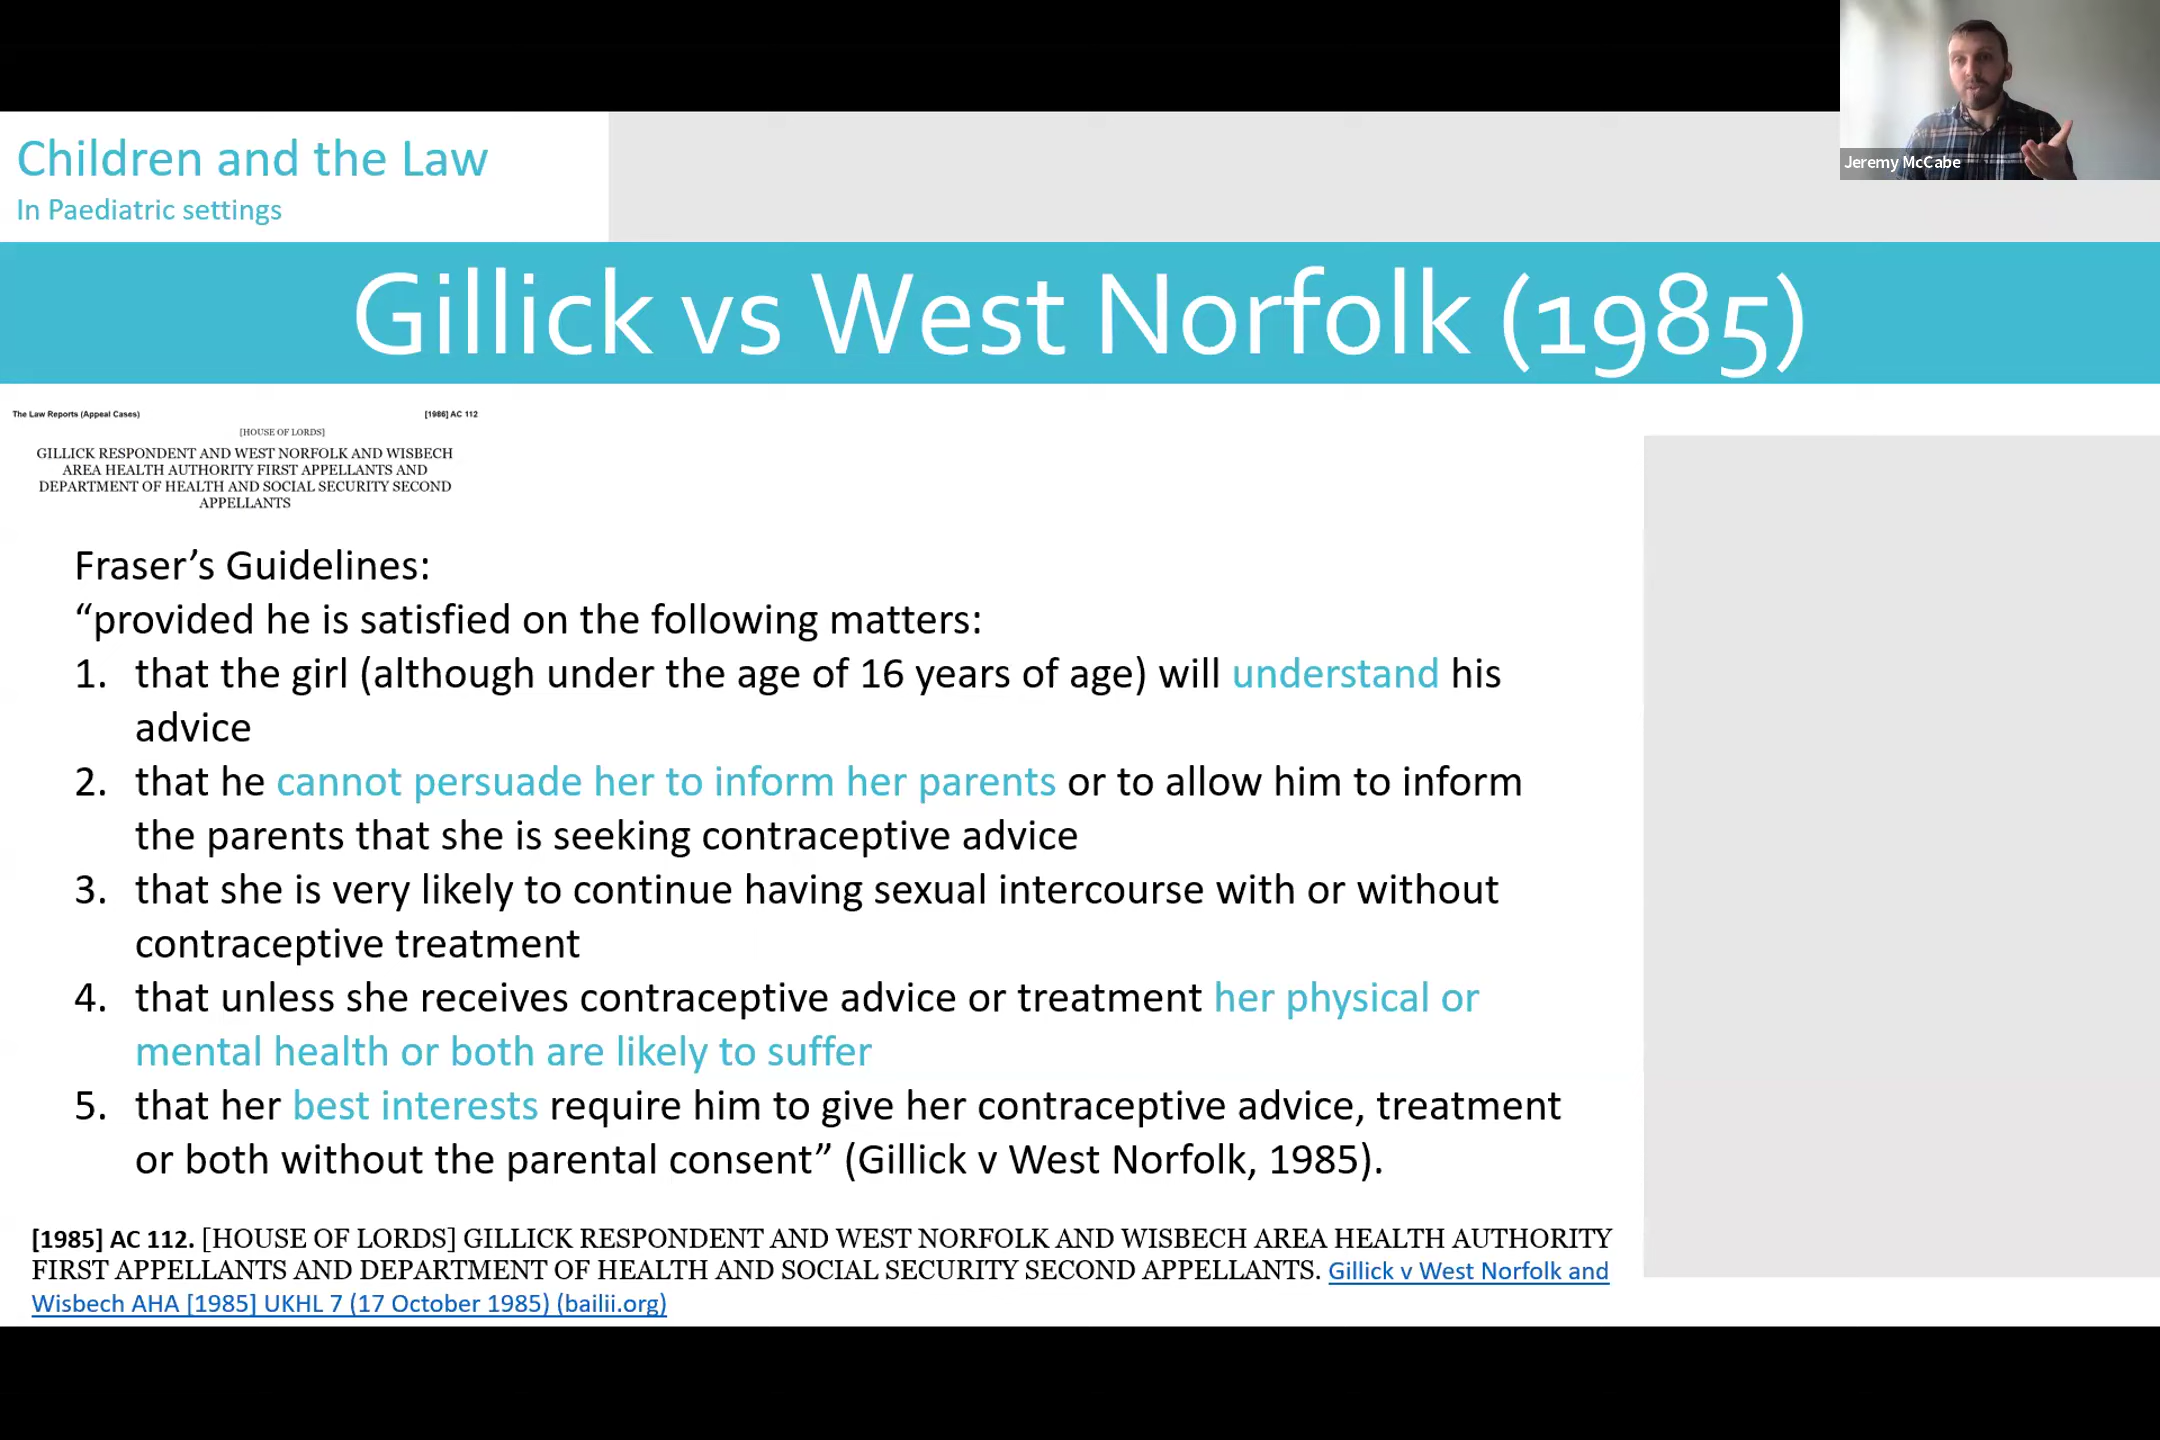 Jeremy McCabe
Children and the Law
In Paediatric settings
Gillick vs West Norfolk (1985)
The Law Reports (Appeal Cases) [1986] AC 112
[HOUSE OF LORDS]
GILLICK RESPONDENT AND WEST NORFOLK AND WISBECH
AREA HEALTH AUTHORITY FIRST APPELLANTS AND
DEPARTMENT OF HEALTH AND SOCIAL SECURITY SECOND
APPELLANTS
Fraser’s Guidelines:
“provided he is satisfied on the following matters:
1. that the girl (although under the age of 16 years of age) will understand his
advice
2. that he cannot persuade her to inform her parents or to allow him to inform
the parents that she is seeking contraceptive advice
3. that she is very likely to continue having sexual intercourse with or without
contraceptive treatment
4. that unless she receives contraceptive advice or treatment her physical or
mental health or both are likely to suffer
5. that her best interests require him to give her contraceptive advice, treatment
or both without the parental consent” (Gillick v West Norfolk, 1985).
[1985] AC 112. [HOUSE OF LORDS] GILLICK RESPONDENT AND WEST NORFOLK AND WISBECH AREA HEALTH AUTHORITY
FIRST APPELLANTS AND DEPARTMENT OF HEALTH AND SOCIAL SECURITY SECOND APPELLANTS. Gillick v West Norfolk and
Wisbech AHA [1985] UKHL 7 (17 October 1985) (bailii.org)